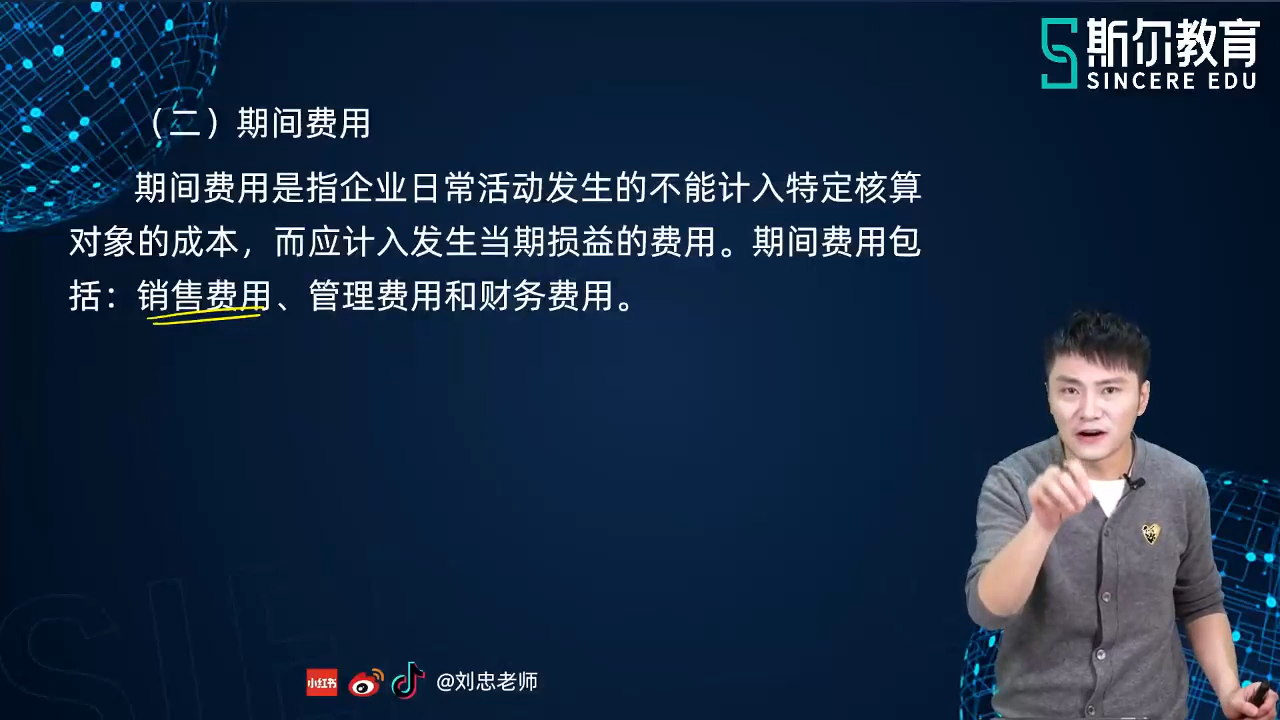 斯尔教育
SINCERE EDU
（二）期间费用
期间费用是指企业日常活动发生的不能计入特定核算
对象的成本，而应计入发生当期损益的费用。期间费用包
括：销售费用、管理费用和财务费用。
小红书
@刘忠老师